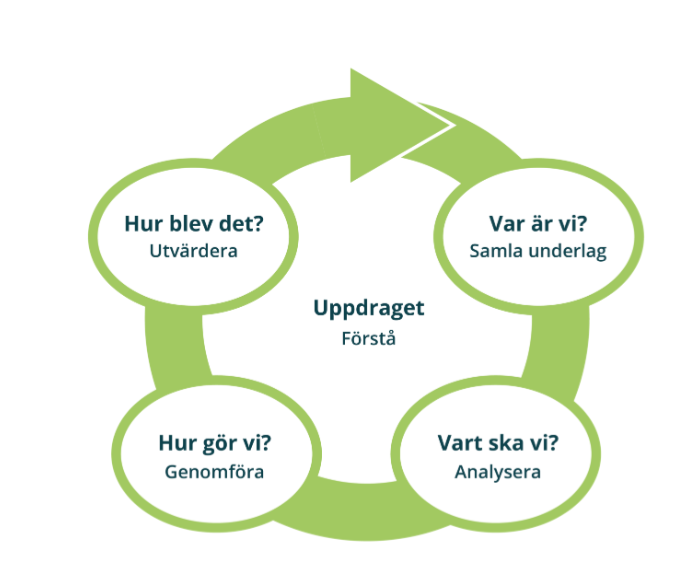 Hur blev det?
Utvärdera
Var är vi?
Samla underlag
Uppdraget
Förstå
Hur gör vi?
Genomföra
Vart ska vi?
Analysera